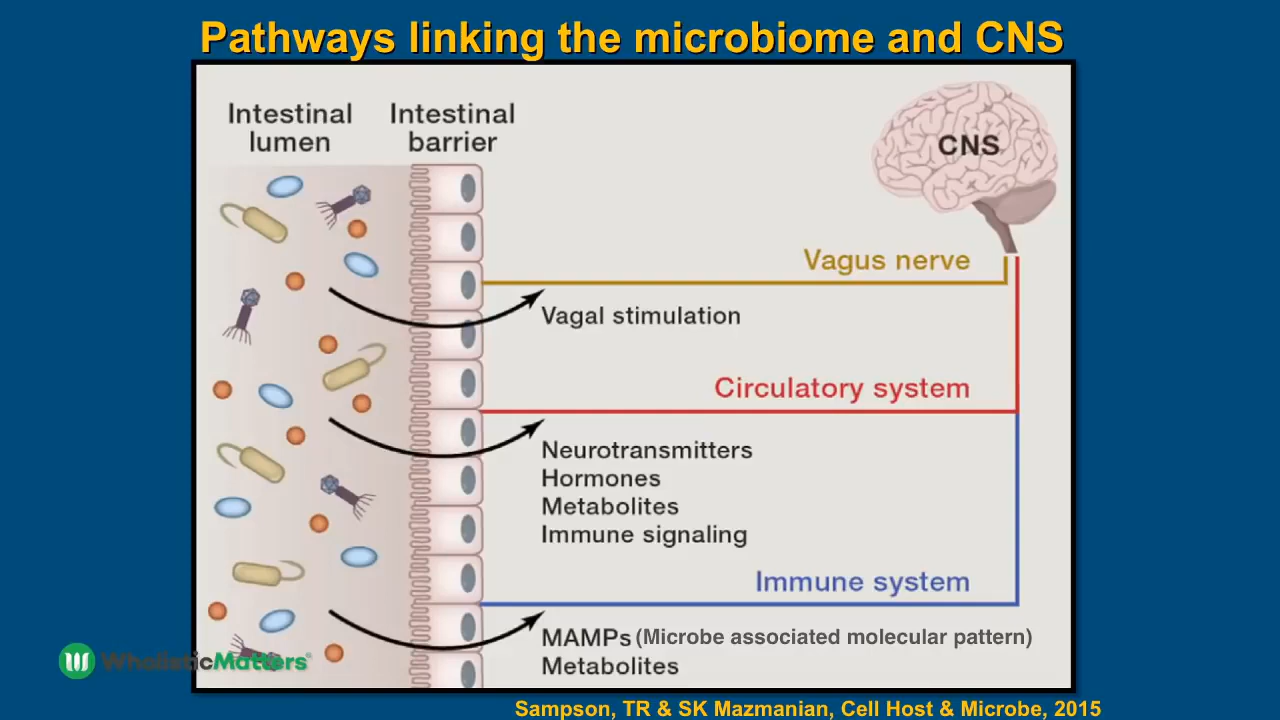 Pathways linking the microbiome and CNS
Intestinal lumen
Intestinal barrier
CNS
Vagus nerve
Vagal stimulation
Circulatory system
Neurotransmitters
Hormones
Metabolites
Immune signaling
Immune system
MAMPs (Microbe associated molecular pattern)
Metabolites
WholisticMatters®
Sampson, TR & SK Mazmanian, Cell Host & Microbe, 2015